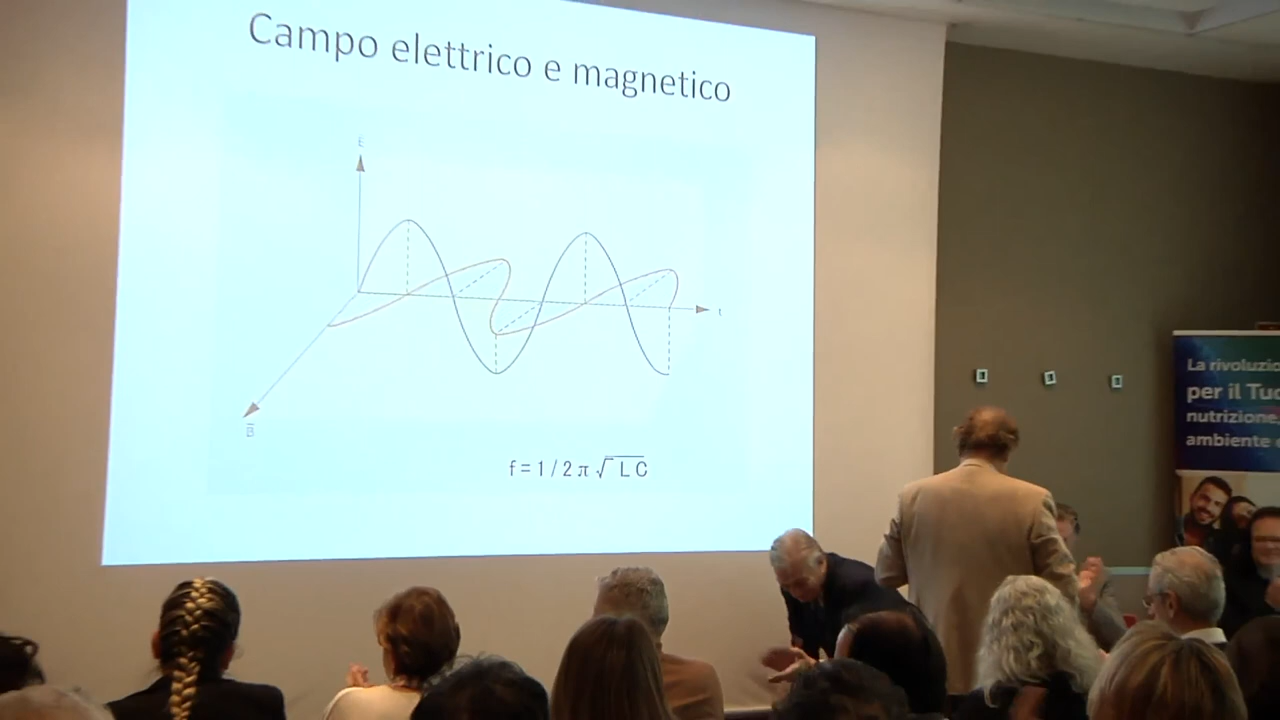 Campo elettrico e magnetico
E
t
B
f = 1 / 2 π √ L C
La rivoluzio
per il Tuo
nutrizione,
ambiente e